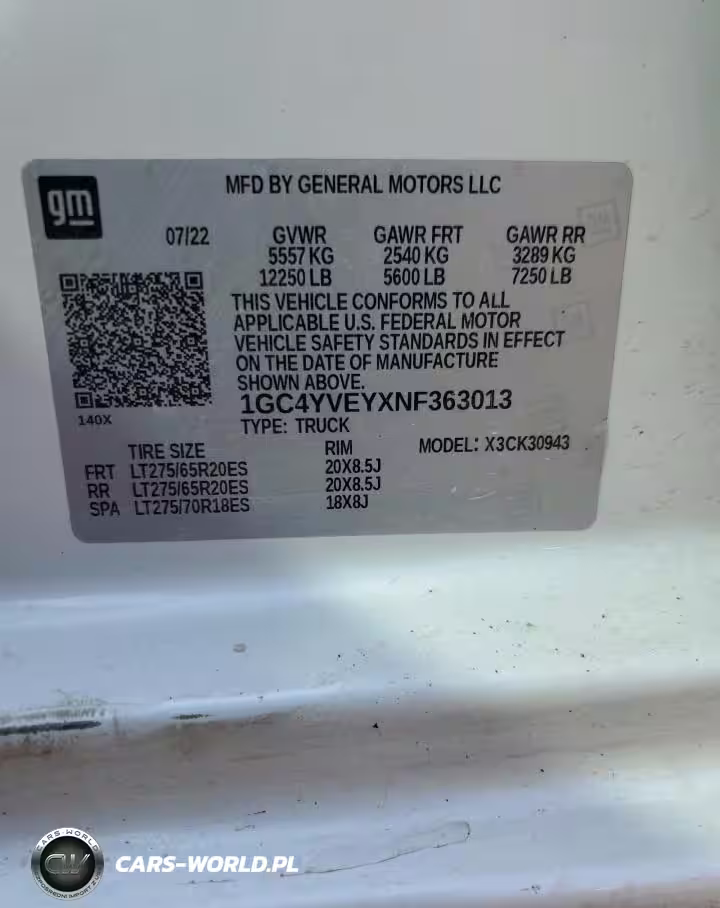 gm
MFD BY GENERAL MOTORS LLC
07/22 GVWR GAWR FRT GAWR RR
5557 KG 2540 KG 3289 KG
12250 LB 5600 LB 7250 LB
THIS VEHICLE CONFORMS TO ALL
APPLICABLE U.S. FEDERAL MOTOR
VEHICLE SAFETY STANDARDS IN EFFECT
ON THE DATE OF MANUFACTURE
SHOWN ABOVE.
140X
1GC4YVEYXNF363013
TYPE: TRUCK
TIRE SIZE RIM MODEL: X3CK30943
FRT LT275/65R20ES 20X8.5J
RR LT275/65R20ES 20X8.5J
SPA LT275/70R18ES 18X8J
CARS-WORLD
CW
CARS-WORLD.PL